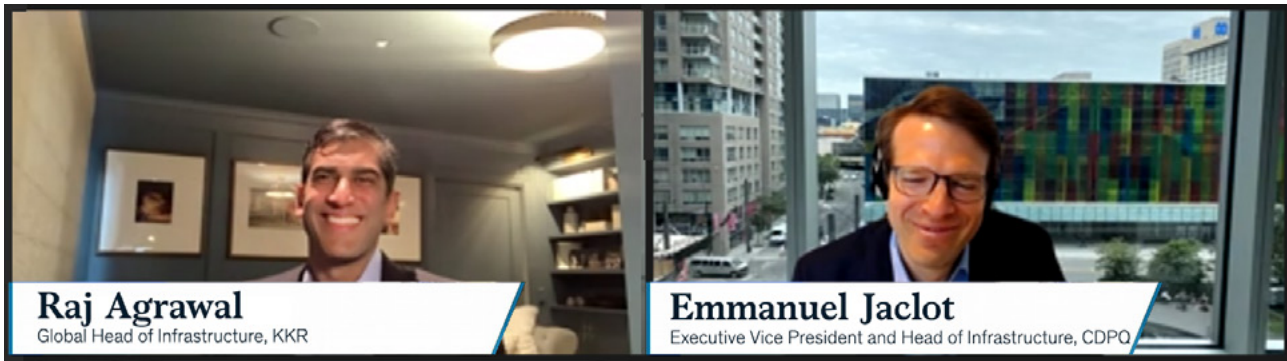 Raj Agrawal
Global Head of Infrastructure, KKR
Emmanuel Jaclot
Executive Vice President and Head of Infrastructure, CDPQ